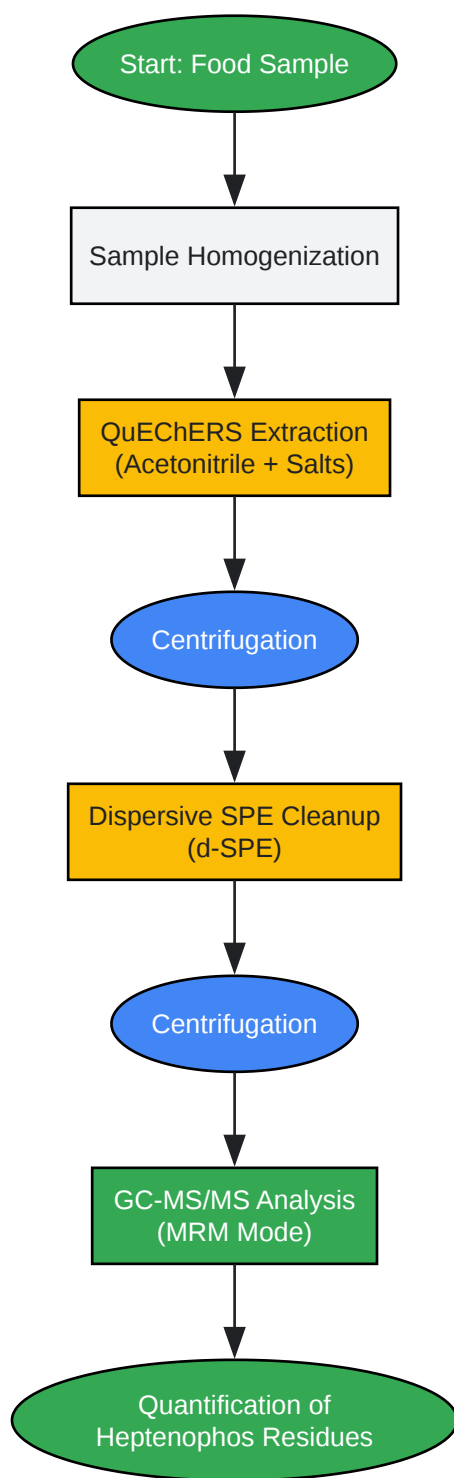 Start: Food Sample
Sample Homogenization
QuEChERS Extraction
(Acetonitrile + Salts)
Centrifugation
Dispersive SPE Cleanup
(d-SPE)
Centrifugation
GC-MS/MS Analysis
(MRM Mode)
Quantification of
Heptenophos Residues